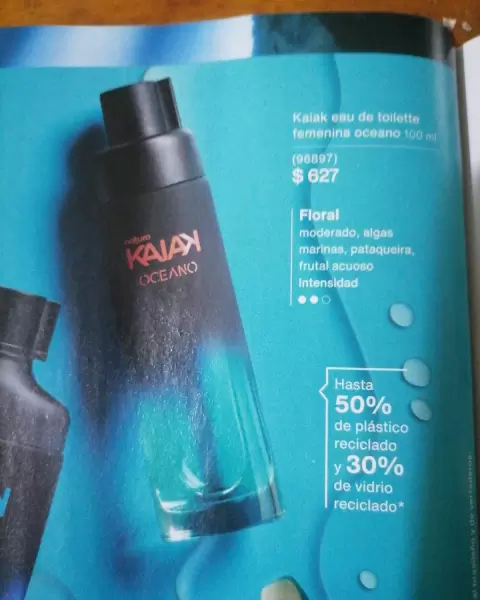 Kaiak eau de toilette
femenina oceano 100 ml
(96897)
$ 627
Floral
moderado, algas
marinas, pataqueira,
frutal acuoso
Intensidad
natura
KAIAK
OCEANO
Hasta
50%
de plástico
reciclado
y 30%
de vidrio
reciclado*